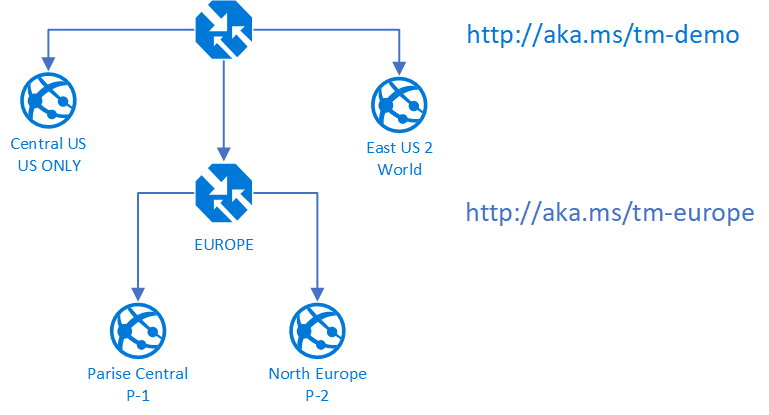 http://aka.ms/tm-demo
Central US
US ONLY
East US 2
World
http://aka.ms/tm-europe
EUROPE
Parise Central
P-1
North Europe
P-2